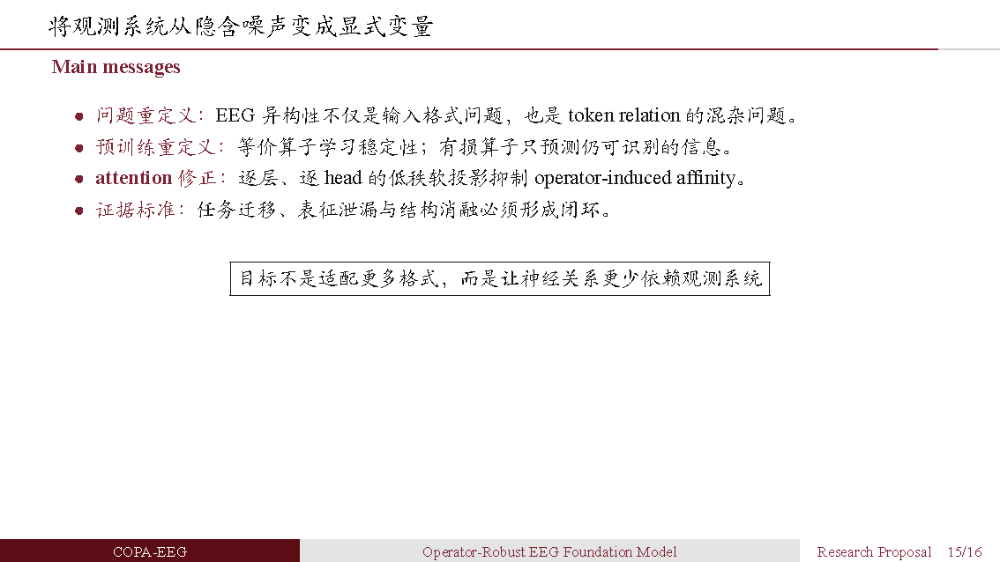 将观测系统从隐含噪声变成显式变量
Main messages
• 问题重定义：EEG 异构性不仅是输入格式问题，也是 token relation 的混杂问题。
• 预训练重定义：等价算子学习稳定性；有损算子只预测仍可识别的信息。
• attention 修正：逐层、逐 head 的低秩软投影抑制 operator-induced affinity。
• 证据标准：任务迁移、表征泄漏与结构消融必须形成闭环。
目标不是适配更多格式，而是让神经关系更少依赖观测系统
COPA-EEG Operator-Robust EEG Foundation Model Research Proposal 15/16